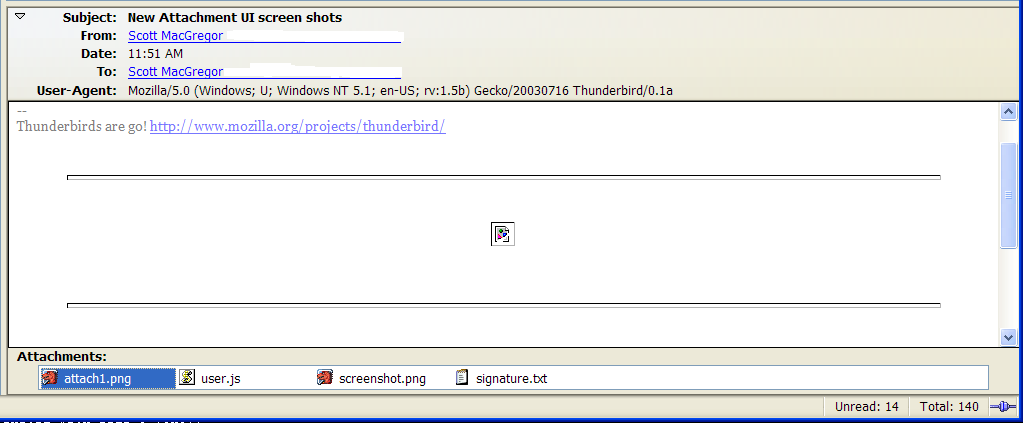 Subject: New Attachment UI screen shots
From: Scott MacGregor
Date: 11:51 AM
To: Scott MacGregor
User-Agent: Mozilla/5.0 (Windows; U; Windows NT 5.1; en-US; rv:1.5b) Gecko/20030716 Thunderbird/0.1a
--
Thunderbirds are go! http://www.mozilla.org/projects/thunderbird/
Attachments:
attach1.png user.js screenshot.png signature.txt
Unread: 14 Total: 140